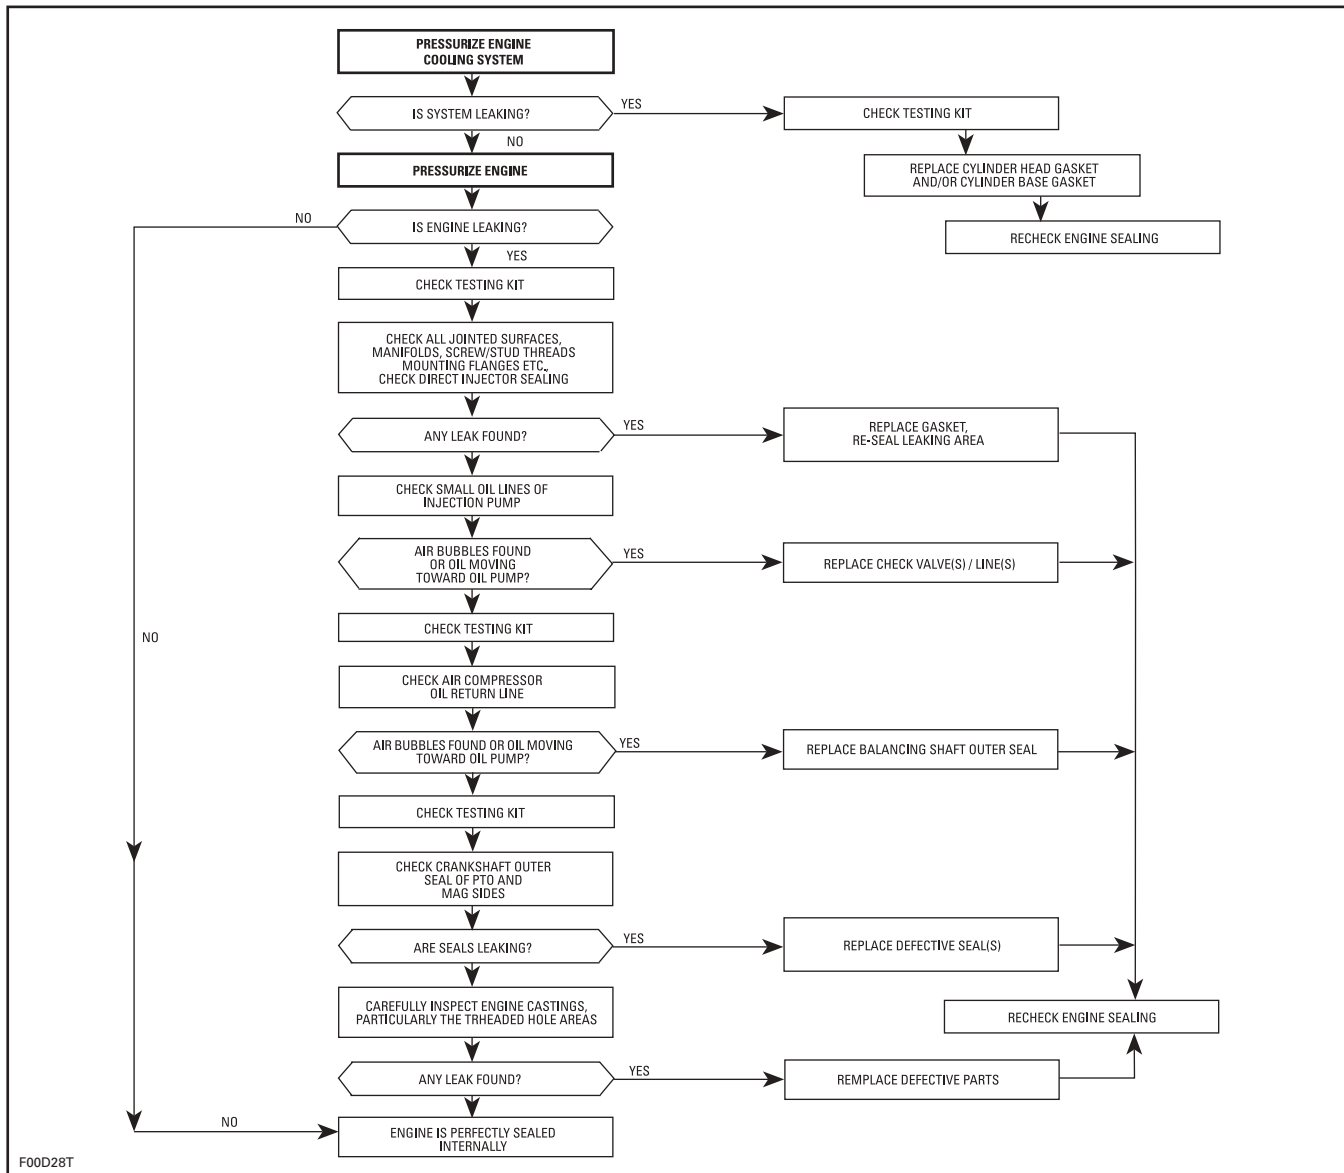 PRESSURIZE ENGINE
COOLING SYSTEM
IS SYSTEM LEAKING?
YES
CHECK TESTING KIT
NO
REPLACE CYLINDER HEAD GASKET
AND/OR CYLINDER BASE GASKET
PRESSURIZE ENGINE
RECHECK ENGINE SEALING
NO
IS ENGINE LEAKING?
YES
CHECK TESTING KIT
CHECK ALL JOINTED SURFACES,
MANIFOLDS, SCREW/STUD THREADS
MOUNTING FLANGES ETC.,
CHECK DIRECT INJECTOR SEALING
ANY LEAK FOUND?
YES
REPLACE GASKET,
RE-SEAL LEAKING AREA
CHECK SMALL OIL LINES OF
INJECTION PUMP
AIR BUBBLES FOUND
OR OIL MOVING
TOWARD OIL PUMP?
YES
REPLACE CHECK VALVE(S) / LINE(S)
CHECK TESTING KIT
NO
CHECK AIR COMPRESSOR
OIL RETURN LINE
AIR BUBBLES FOUND OR OIL MOVING
TOWARD OIL PUMP?
YES
REPLACE BALANCING SHAFT OUTER SEAL
CHECK TESTING KIT
CHECK CRANKSHAFT OUTER
SEAL OF PTO AND
MAG SIDES
ARE SEALS LEAKING?
YES
REPLACE DEFECTIVE SEAL(S)
CAREFULLY INSPECT ENGINE CASTINGS,
PARTICULARLY THE TRHEADED HOLE AREAS
RECHECK ENGINE SEALING
ANY LEAK FOUND?
YES
REMPLACE DEFECTIVE PARTS
NO
ENGINE IS PERFECTLY SEALED
INTERNALLY
F00D28T